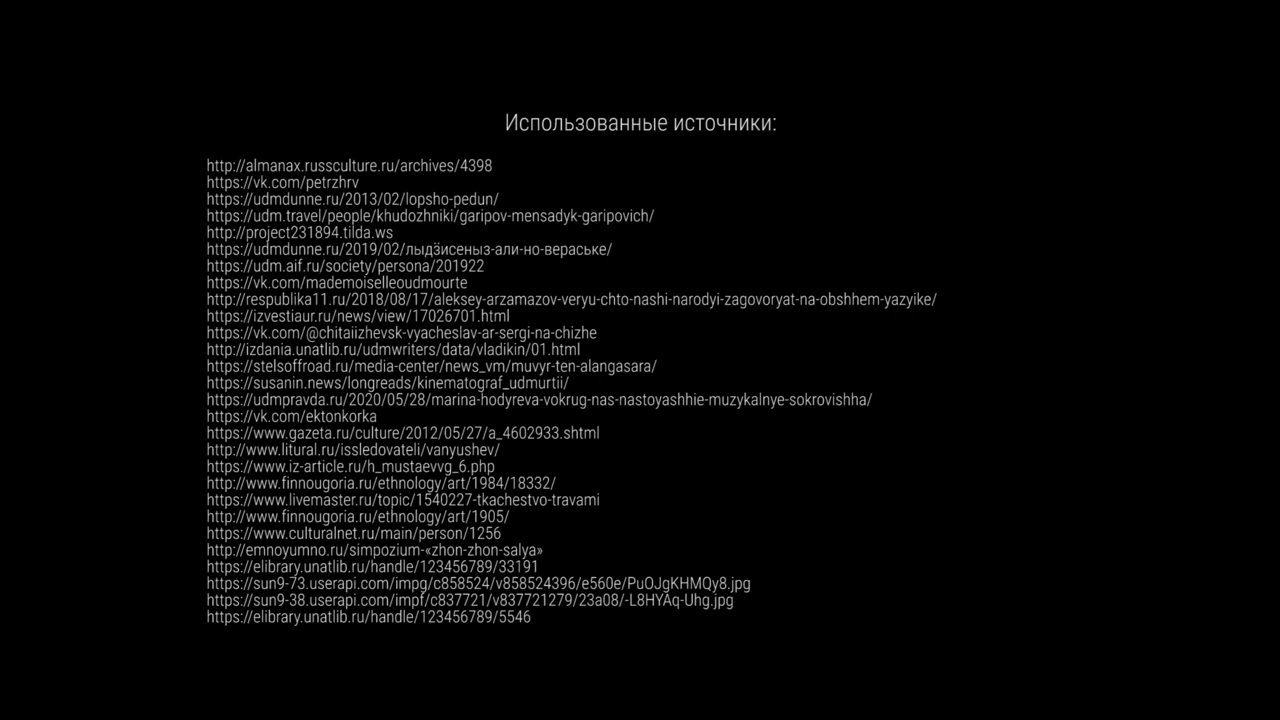 Использованные источники:
http://almanax.russculture.ru/archives/4398
https://vk.com/petrzhrv
https://udmdunne.ru/2013/02/lopsho-pedun/
https://udm.travel/people/khudozhniki/garipov-mensadyk-garipovich/
http://project231894.tilda.ws
https://udmdunne.ru/2019/02/лыдӟисеныз-али-но-вераське/
https://udm.aif.ru/society/persona/201922
https://vk.com/mademoiselleoudmourte
http://respublika11.ru/2018/08/17/aleksey-arzamazov-veryu-chto-nashi-narodyi-zagovoryat-na-obshhem-yazyike/
https://izvestiaur.ru/news/view/17026701.html
https://vk.com/@chitaiizhevsk-vyacheslav-ar-sergi-na-chizhe
http://izdania.unatlib.ru/udmwriters/data/vladikin/01.html
https://stelsoffroad.ru/media-center/news_vm/muvyr-ten-alangasara/
https://susanin.news/longreads/kinematograf_udmurtii/
https://udmpravda.ru/2020/05/28/marina-hodyreva-vokrug-nas-nastoyashhie-muzykalnye-sokrovishha/
https://vk.com/ektonkorka
https://www.gazeta.ru/culture/2012/05/27/a_4602933.shtml
http://www.litural.ru/issledovateli/vanyushev/
https://www.iz-article.ru/h_mustaevvg_6.php
http://www.finnougoria.ru/ethnology/art/1984/18332/
https://www.livemaster.ru/topic/1540227-tkachestvo-travami
http://www.finnougoria.ru/ethnology/art/1905/
https://www.culturalnet.ru/main/person/1256
http://emnoyumno.ru/simpozium-«zhon-zhon-salya»
https://elibrary.unatlib.ru/handle/123456789/33191
https://sun9-73.userapi.com/impg/c858524/v858524396/e560e/PuOJgKHMQy8.jpg
https://sun9-38.userapi.com/impf/c837721/v837721279/23a08/-L8HYAq-Uhg.jpg
https://elibrary.unatlib.ru/handle/123456789/5546